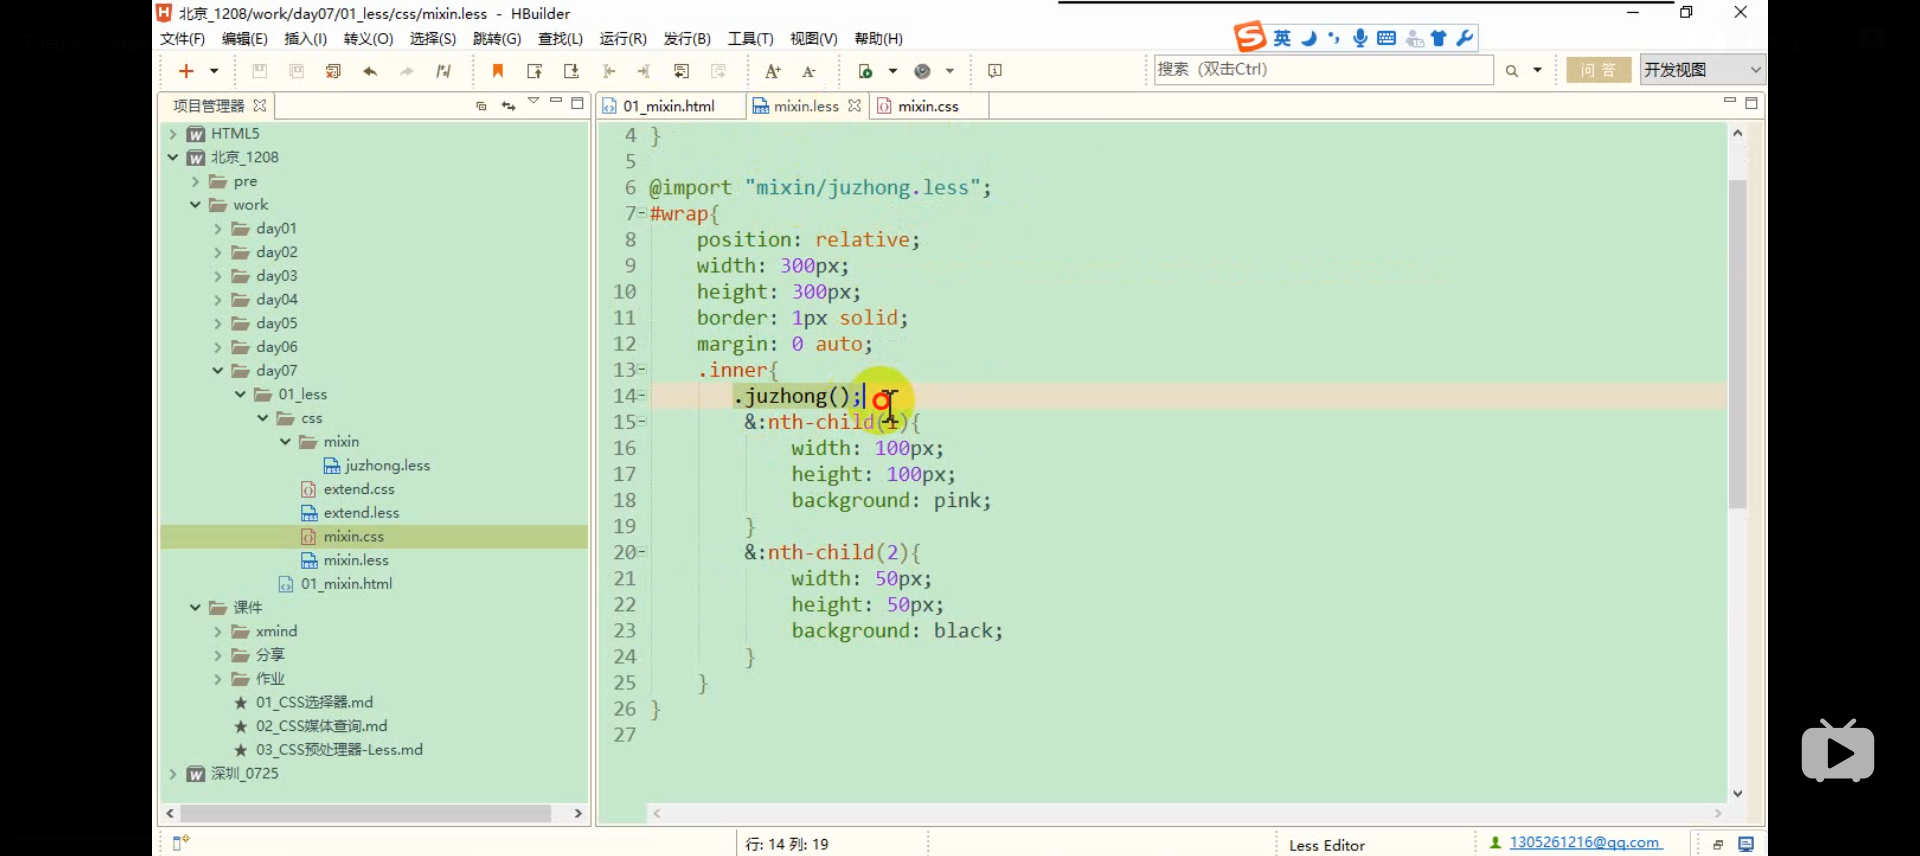 北京_1208/work/day07/01_less/css/mixin.less - HBuilder
文件(F) 编辑(E) 插入(I) 转义(O) 选择(S) 跳转(G) 查找(L) 运行(R) 发行(B) 工具(T) 视图(V) 帮助(H)
英
搜索 (双击Ctrl)
问 答
开发视图
项目管理器
01_mixin.html
mixin.less
mixin.css
HTML5
北京_1208
pre
work
day01
day02
day03
day04
day05
day06
day07
01_less
css
mixin
juzhong.less
extend.css
extend.less
mixin.css
mixin.less
01_mixin.html
课件
xmind
分享
作业
01_CSS选择器.md
02_CSS媒体查询.md
03_CSS预处理器-Less.md
深圳_0725
4 }
5
6 @import "mixin/juzhong.less";
7 #wrap{
8 position: relative;
9 width: 300px;
10 height: 300px;
11 border: 1px solid;
12 margin: 0 auto;
13 .inner{
14 .juzhong();
15 &:nth-child(1){
16 width: 100px;
17 height: 100px;
18 background: pink;
19 }
20 &:nth-child(2){
21 width: 50px;
22 height: 50px;
23 background: black;
24 }
25 }
26 }
27
行: 14 列: 19
Less Editor
1305261216@qq.com